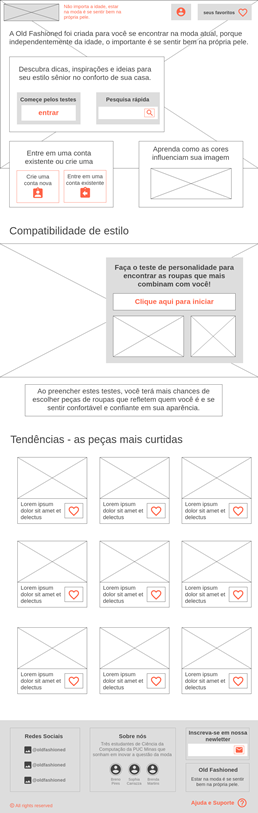 Não importa a idade, estar
na moda é se sentir bem na
própria pele.
seus favoritos
A Old Fashioned foi criada para você se encontrar na moda atual, porque
independentemente da idade, o importante é se sentir bem na própria pele.
Descubra dicas, inspirações e ideias para
seu estilo sênior no conforto de sua casa.
Começe pelos testes
entrar
Pesquisa rápida
Entre em uma conta
existente ou crie uma
Crie uma
conta nova
Entre em uma
conta existente
Aprenda como as cores
influenciam sua imagem
Compatibilidade de estilo
Faça o teste de personalidade para
encontrar as roupas que mais
combinam com você!
Clique aqui para iniciar
Ao preencher estes testes, você terá mais chances de
escolher peças de roupas que refletem quem você é e se
sentir confortável e confiante em sua aparência.
Tendências - as peças mais curtidas
Lorem ipsum
dolor sit amet et
delectus
Lorem ipsum
dolor sit amet et
delectus
Lorem ipsum
dolor sit amet et
delectus
Lorem ipsum
dolor sit amet et
delectus
Lorem ipsum
dolor sit amet et
delectus
Lorem ipsum
dolor sit amet et
delectus
Lorem ipsum
dolor sit amet et
delectus
Lorem ipsum
dolor sit amet et
delectus
Lorem ipsum
dolor sit amet et
delectus
Redes Sociais
@oldfashioned
@oldfashioned
@oldfashioned
Sobre nós
Três estudantes de Ciência da
Computação da PUC Minas que
sonham em inovar a questão da moda
Inscreva-se em nossa
newletter
Old Fashioned
Estar na moda é se sentir
bem na própria pele.
All rights reserved
Ajuda e Suporte